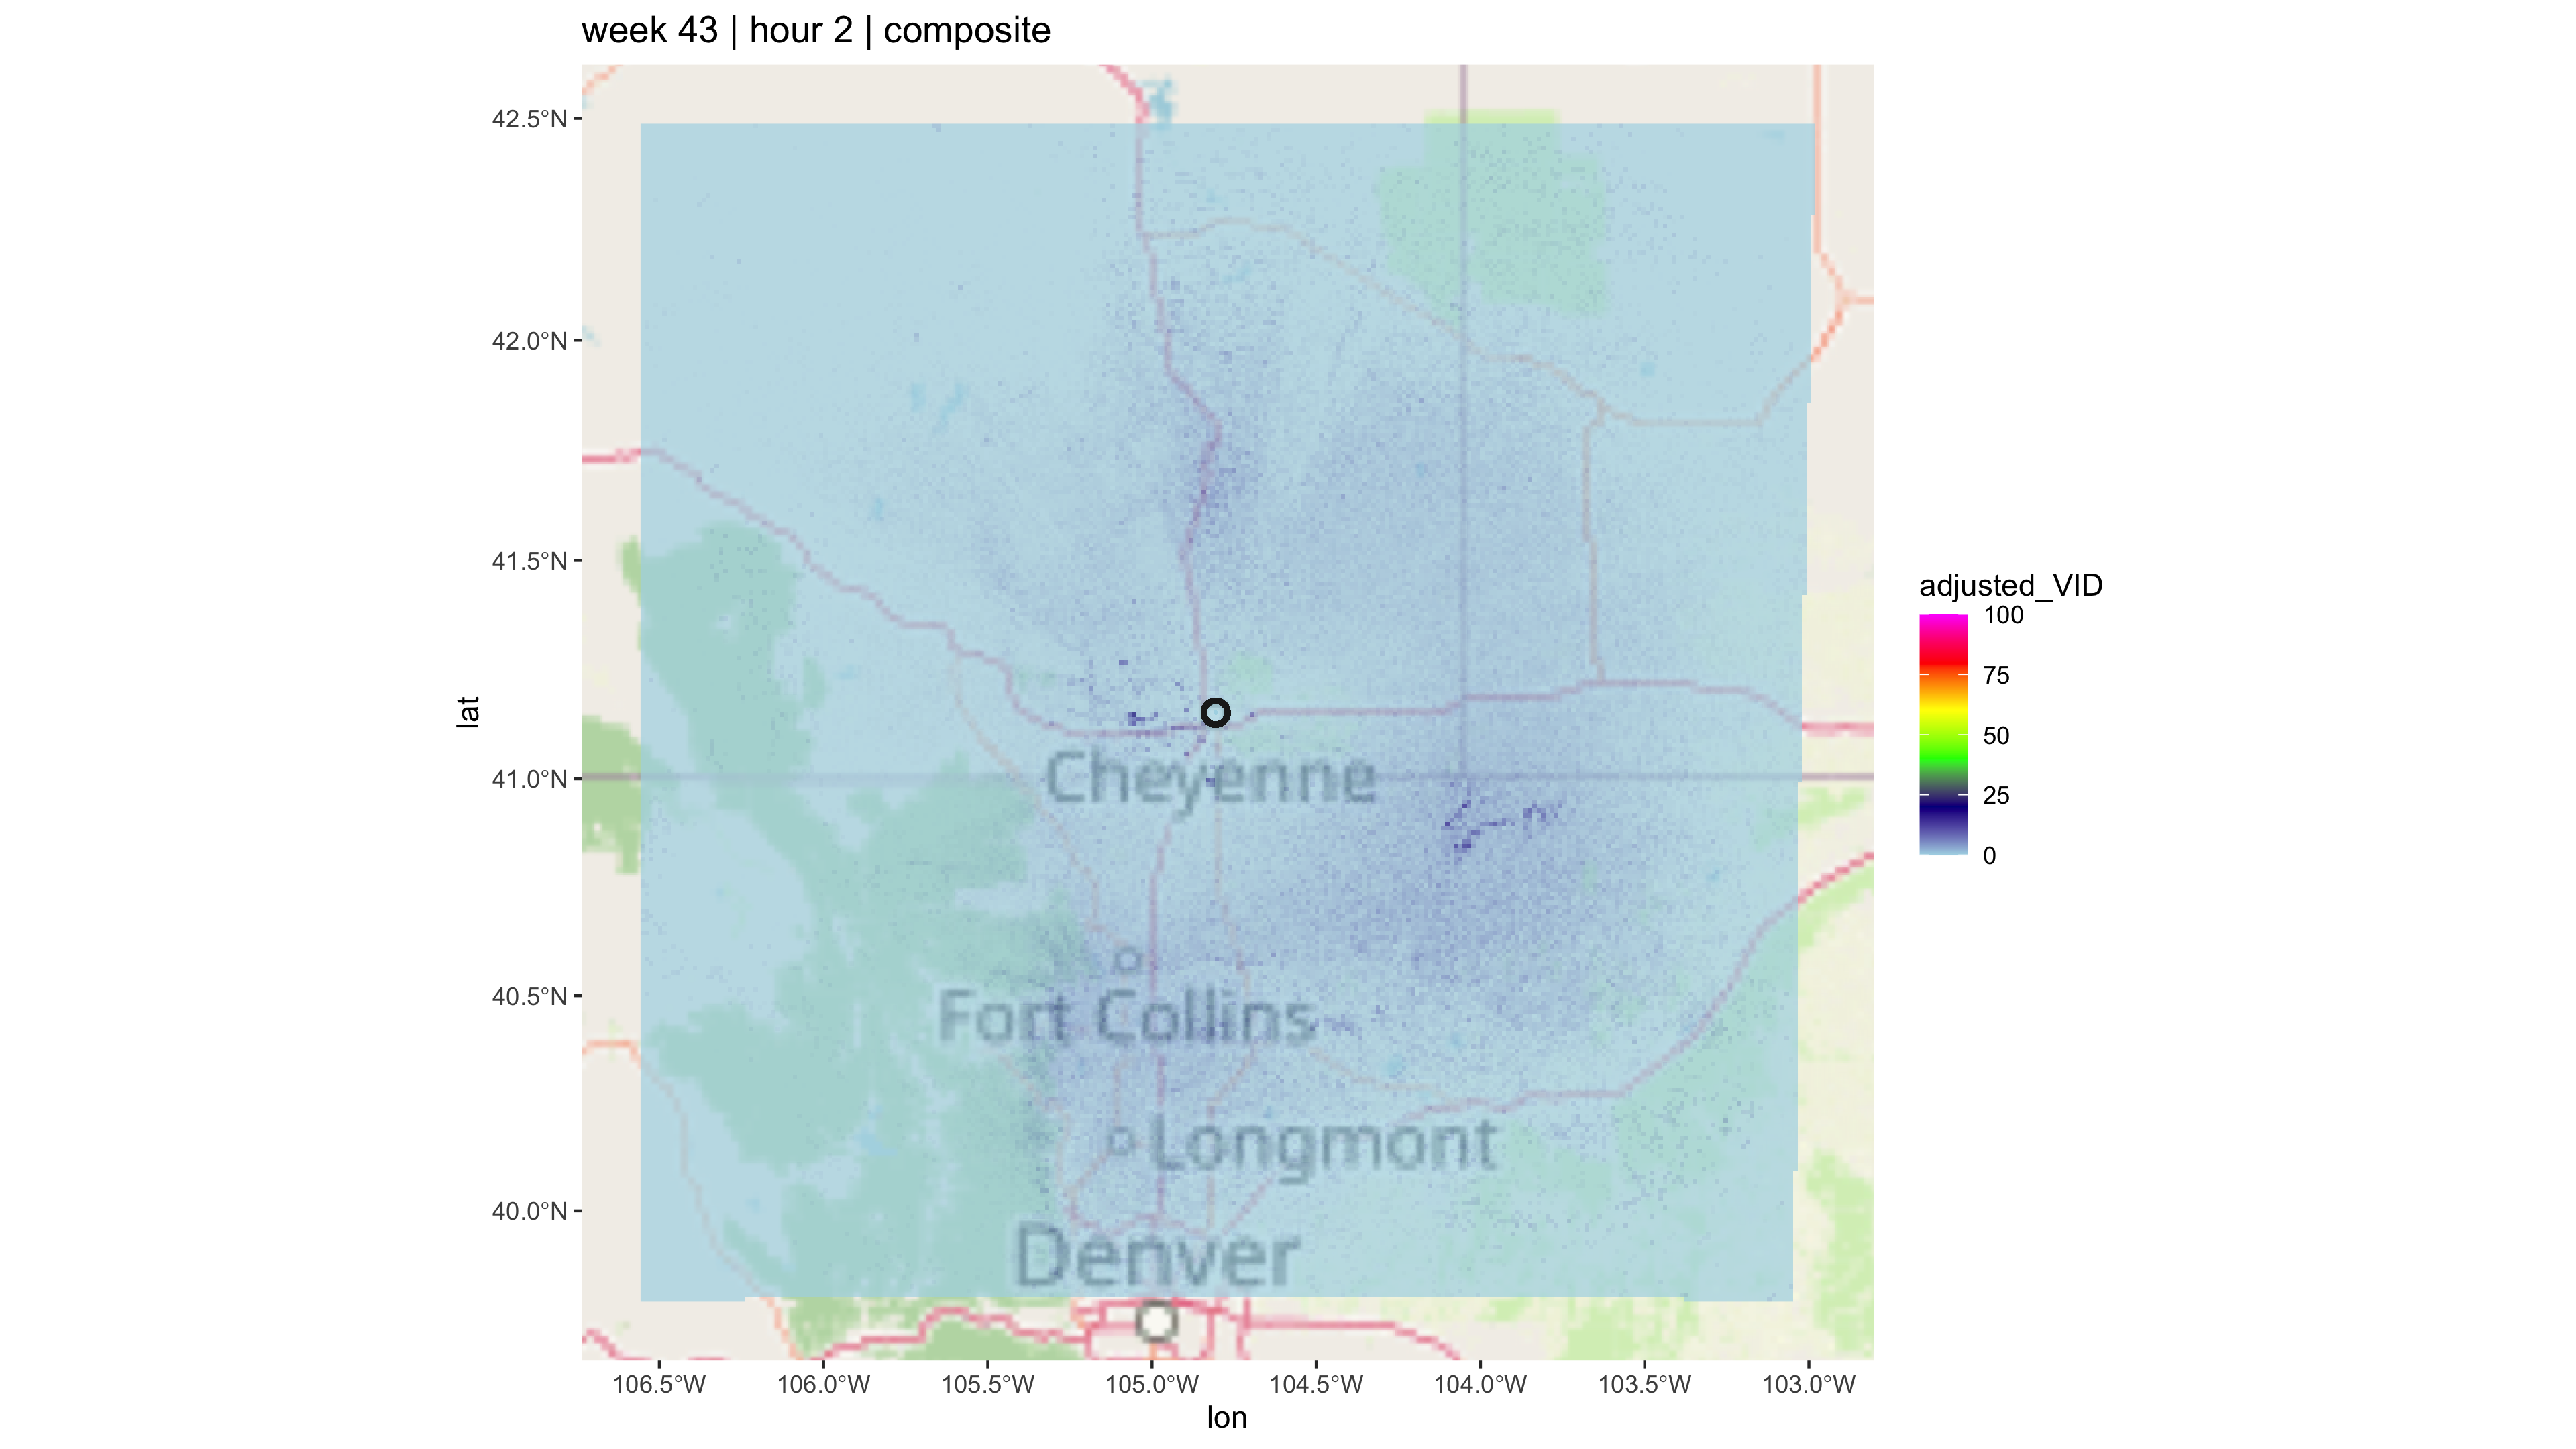 week 43 | hour 2 | composite
42.5°N
42.0°N
41.5°N
41.0°N
40.5°N
40.0°N
lat
Cheyenne
Fort Collins
Longmont
Denver
106.5°W 106.0°W 105.5°W 105.0°W 104.5°W 104.0°W 103.5°W 103.0°W
lon
adjusted_VID
100
75
50
25
0